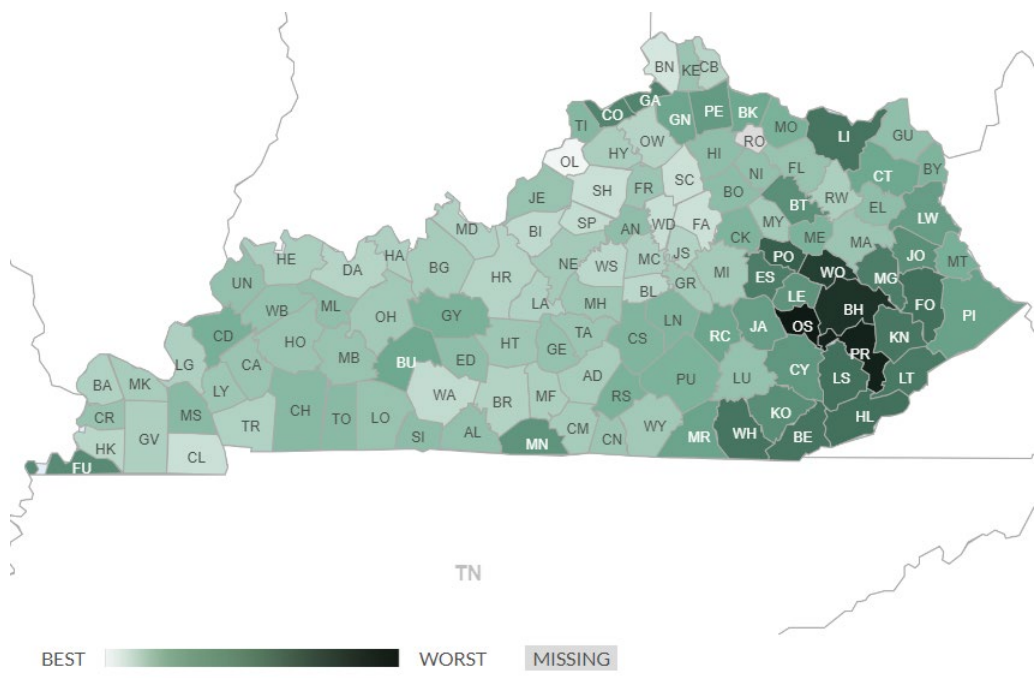 BN KE CB
GA
CO GN PE BK
TI MO LI GU
OW RO
HY HI
OL FL CT BY
SC NI
SH FR BO RW
JE BT EL LW
SP WD FA MY
MD BI AN CK ME MA
HE HA JS JO MT
DA BG NE WS MC PO WO
HR MI ES MG
UN GR
LA BL LE FO
WB ML MH BH PI
OH GY LN OS
CD TA RC JA KN
HO HT GE CS PR
MB ED
LG BU CY LT
BA MK CA AD PU LU LS
LY WA BR MF RS
CR MS CH TO LO KO HL
HK GV TR SI AL MN CM CN WY MR WH BE
FU CL
TN
BEST WORST MISSING